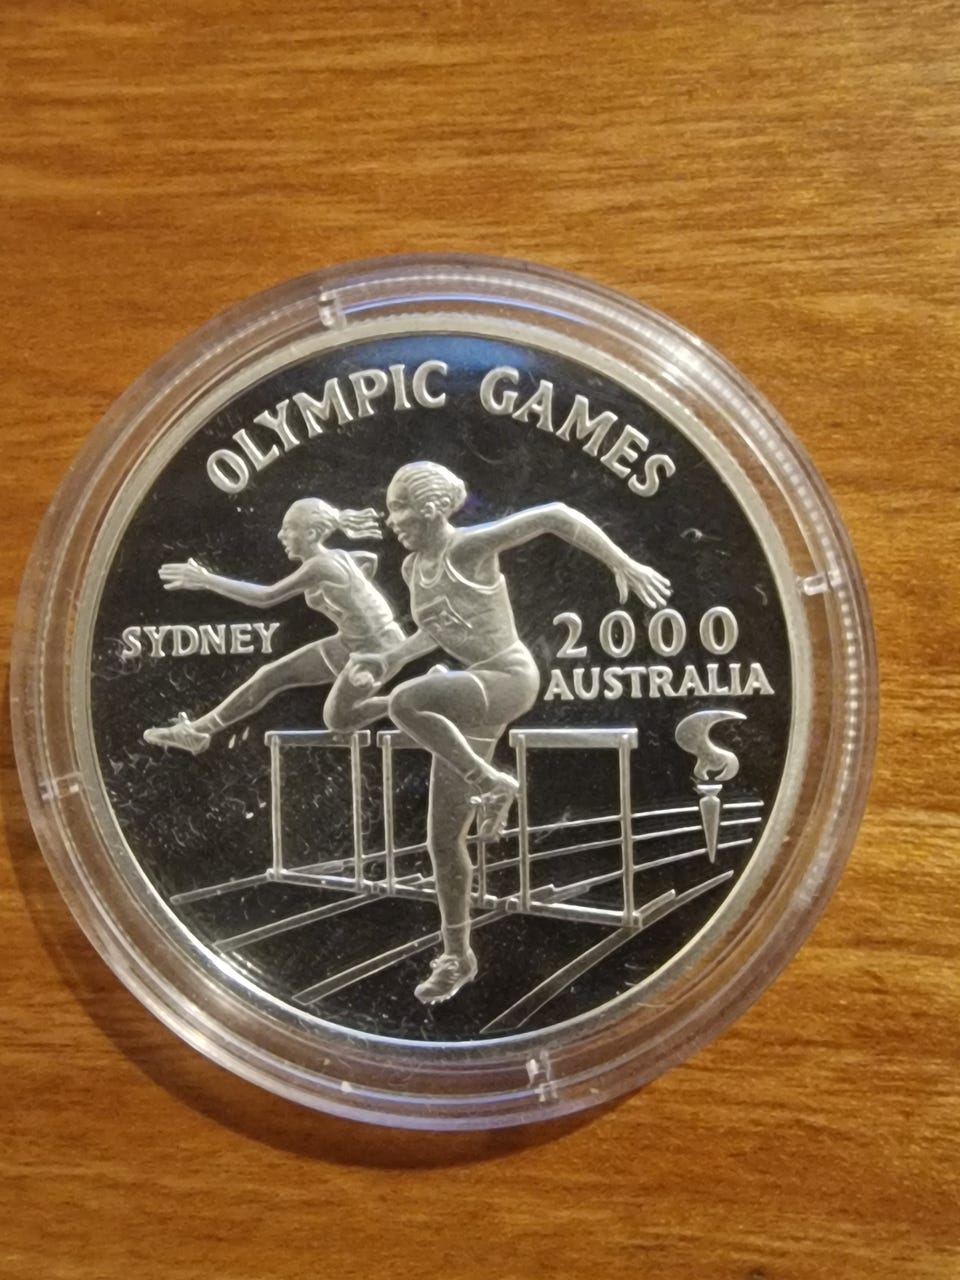 OLYMPIC GAMES
SYDNEY
2000
AUSTRALIA